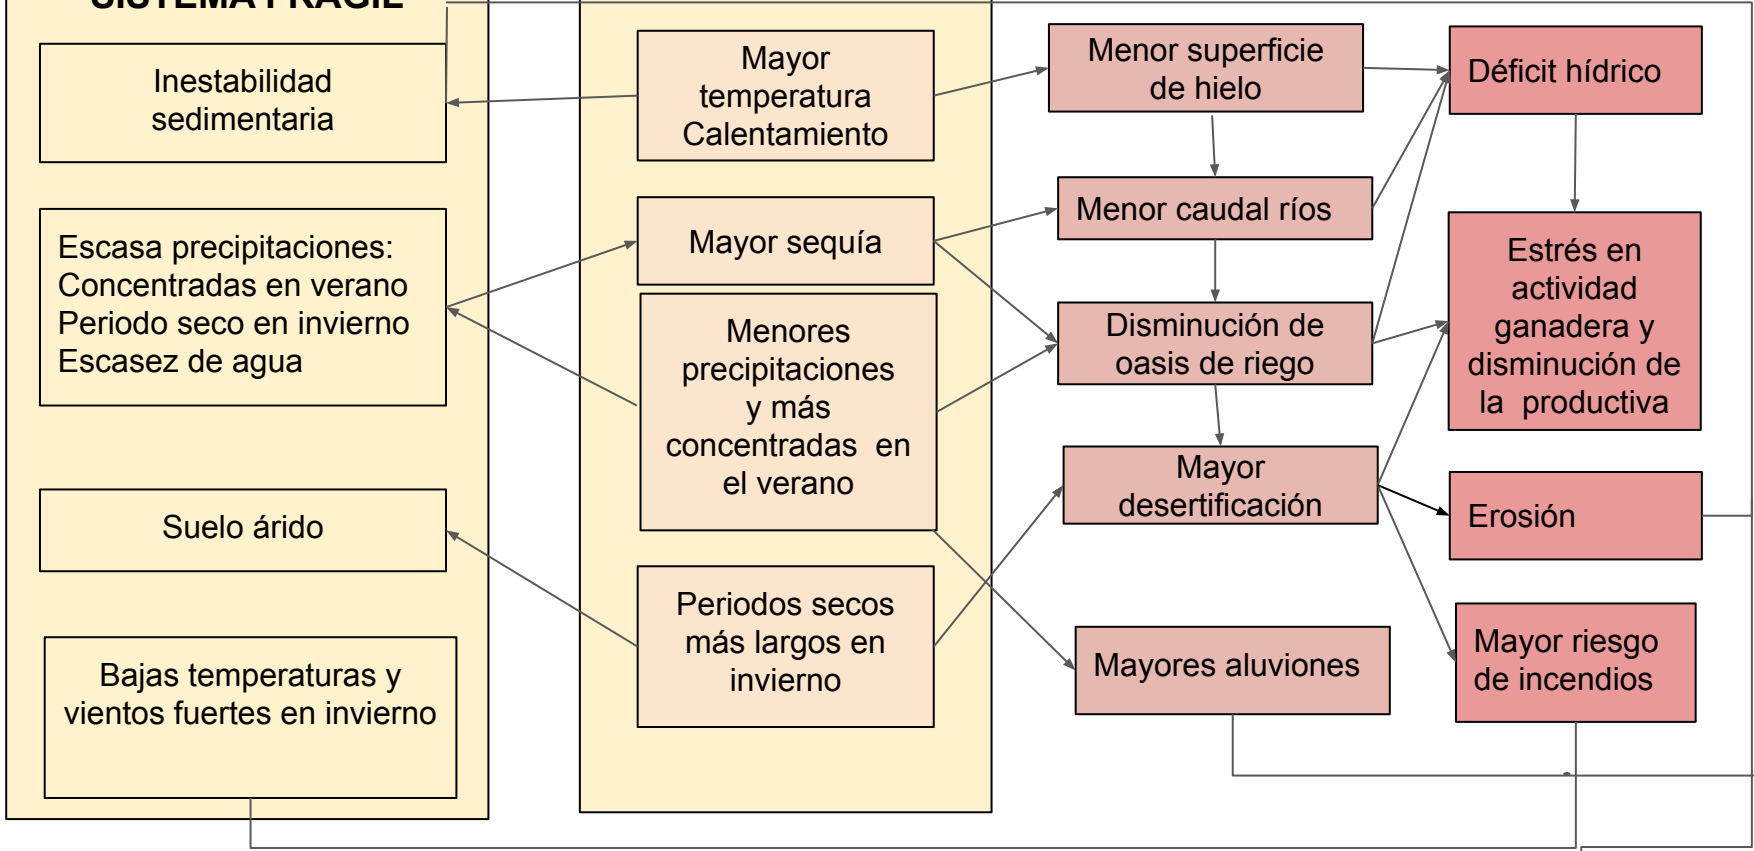 SISTEMA FRÁGIL
Inestabilidad
sedimentaria
Escasa precipitaciones:
Concentradas en verano
Periodo seco en invierno
Escasez de agua
Suelo árido
Bajas temperaturas y
vientos fuertes en invierno
Mayor
temperatura
Calentamiento
Mayor sequía
Menores
precipitaciones
y más
concentradas  en
el verano
Periodos secos
más largos en
invierno
Menor superficie
de hielo
Menor caudal ríos
Disminución de
oasis de riego
Mayor
desertificación
Mayores aluviones
Déficit hídrico
Estrés en
actividad
ganadera y
disminución de
la  productiva
Erosión
Mayor riesgo
de incendios